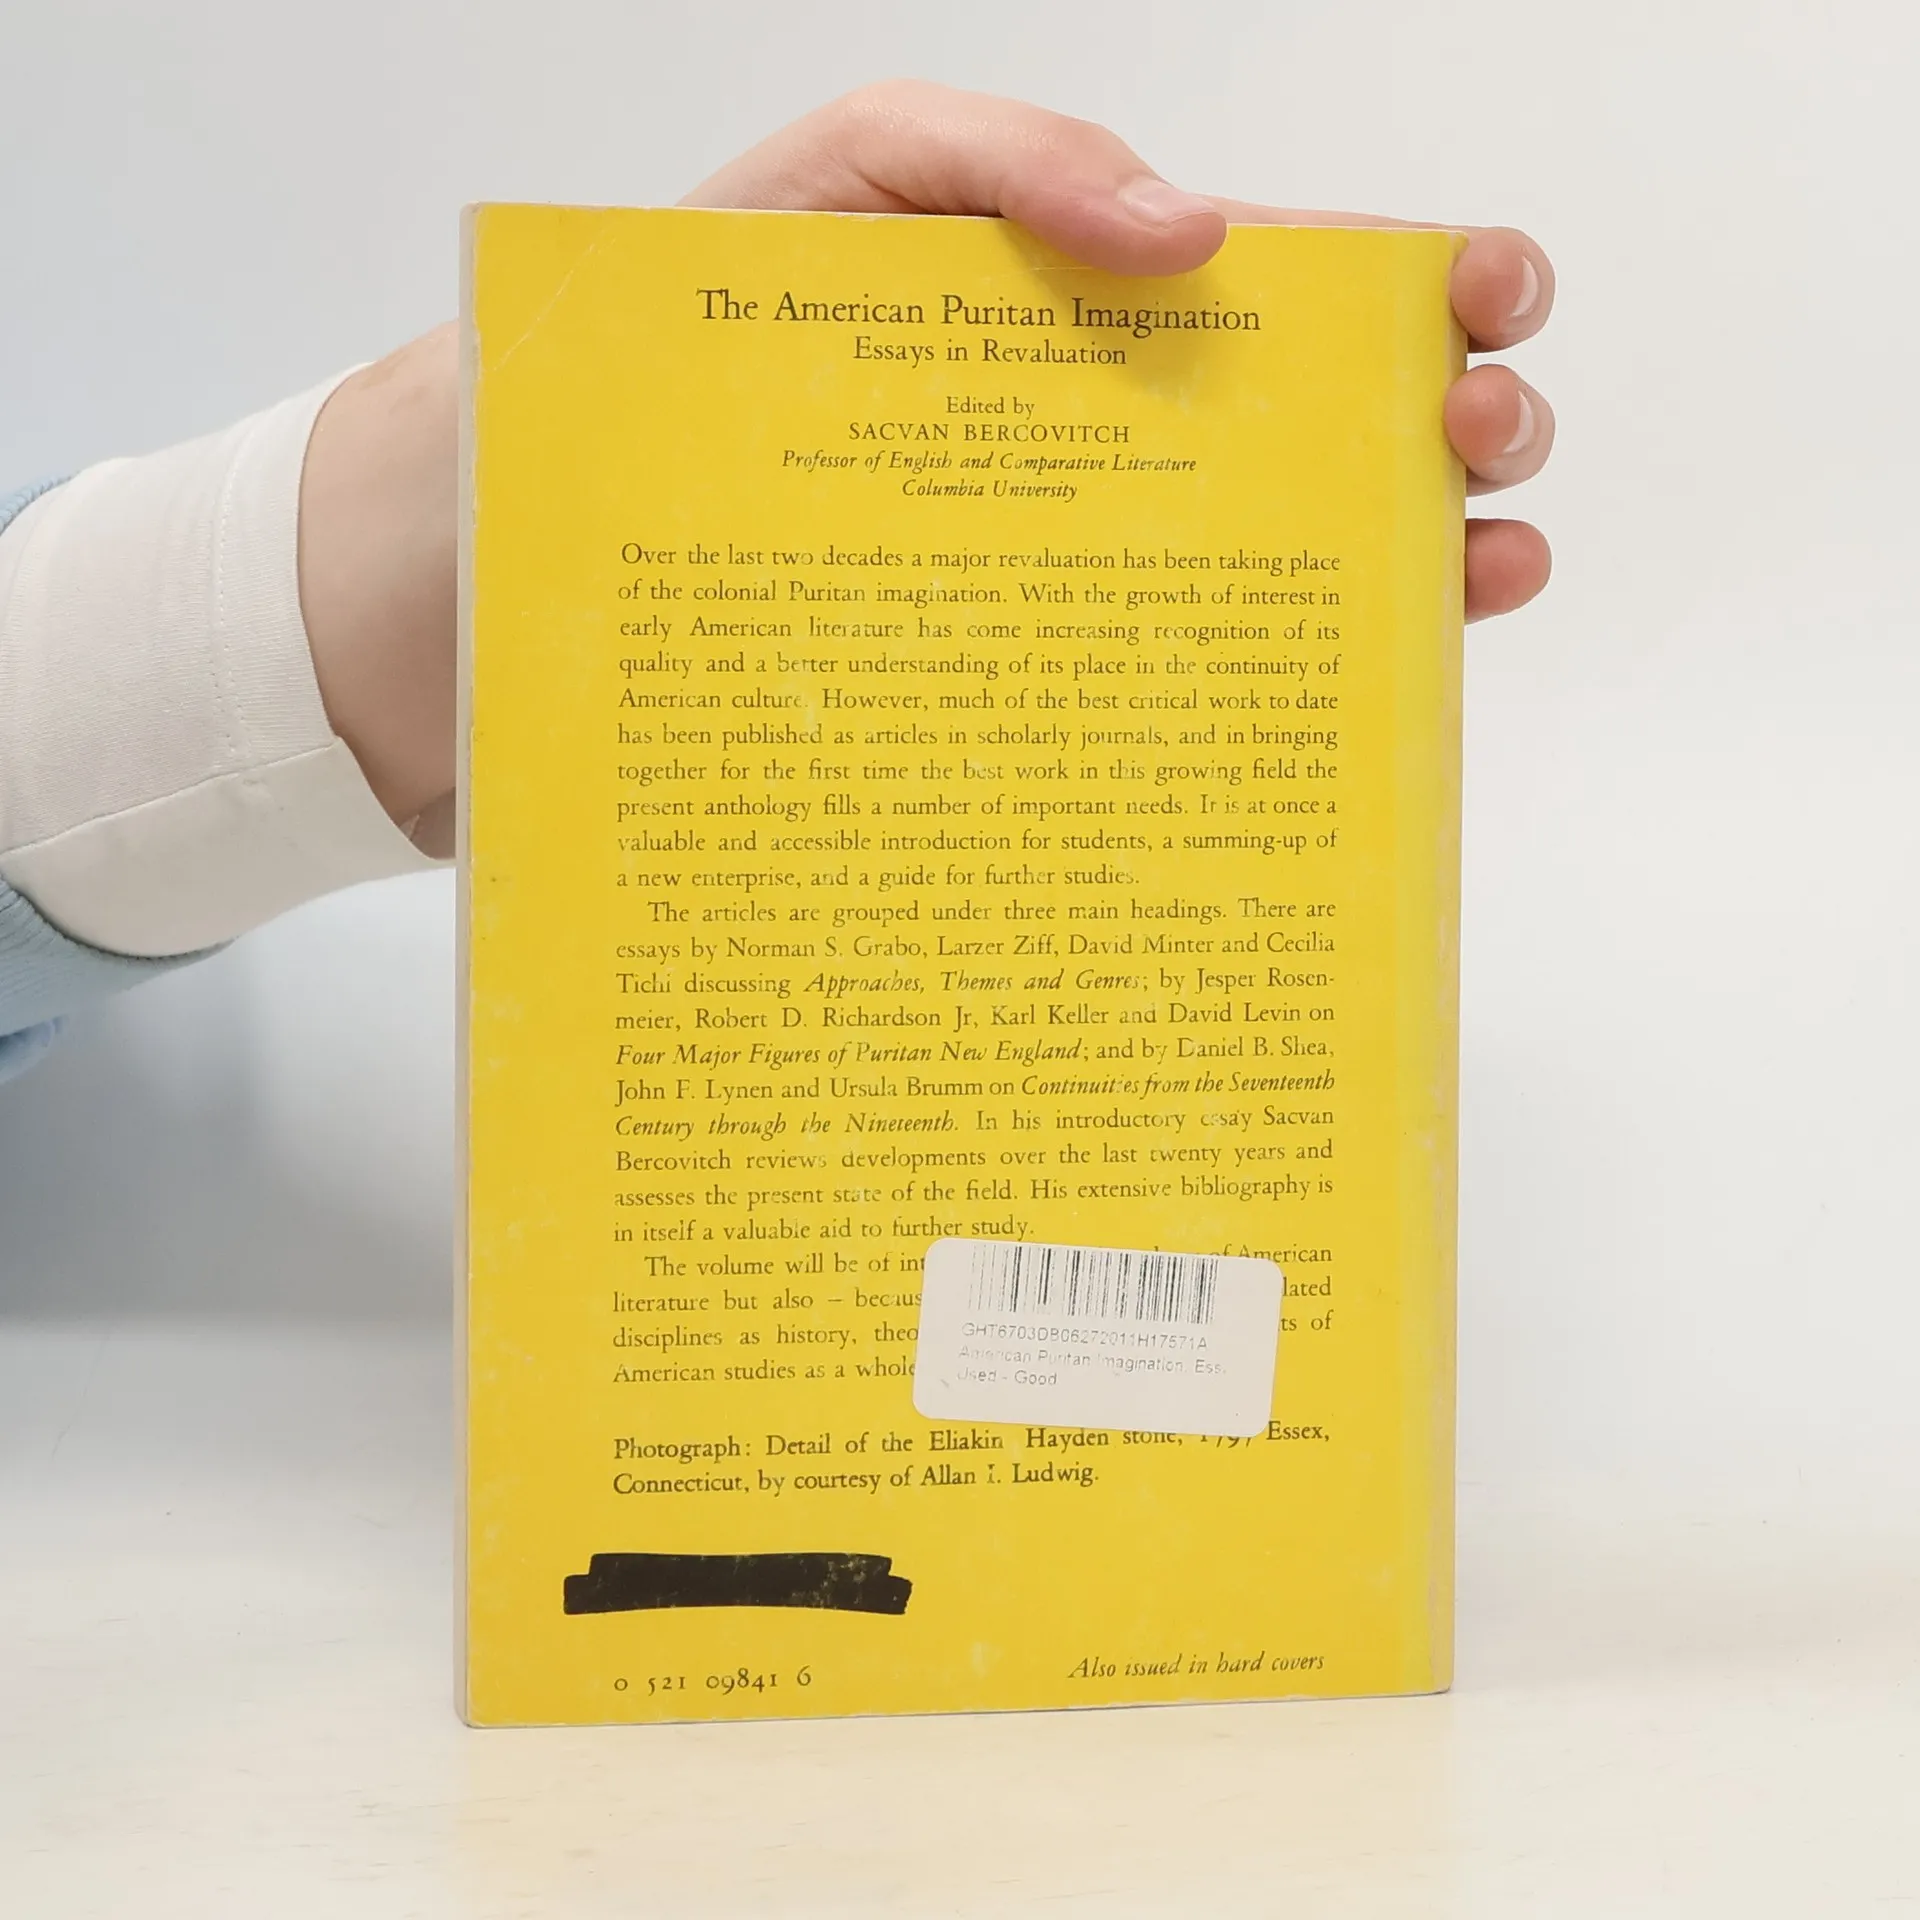 The American Puritan Imagination
Essays in Revaluation
Edited by
SACVAN BERCOVITCH
Professor of English and Comparative Literature
Columbia University
Over the last two decades a major revaluation has been taking place
of the colonial Puritan imagination. With the growth of interest in
early American literature has come increasing recognition of its
quality and a better understanding of its place in the continuity of
American culture. However, much of the best critical work to date
has been published as articles in scholarly journals, and in bringing
together for the first time the best work in this growing field the
present anthology fills a number of important needs. It is at once a
valuable and accessible introduction for students, a summing-up of
a new enterprise, and a guide for further studies.
The articles are grouped under three main headings. There are
essays by Norman S. Grabo, Larzer Ziff, David Minter and Cecilia
Tichi discussing Approaches, Themes and Genres; by Jesper Rosen-
meier, Robert D. Richardson Jr, Karl Keller and David Levin on
Four Major Figures of Puritan New England; and by Daniel B. Shea,
John F. Lynen and Ursula Brumm on Continuities from the Seventeenth
Century through the Nineteenth. In his introductory essay Sacvan
Bercovitch reviews developments over the last twenty years and
assesses the present state of the field. His extensive bibliography is
in itself a valuable aid to further study.
The volume will be of of American
literature but also –
disciplines as history, of
American studies as a
GHT6703DB06272011H17571A
American Puritan Imagination. Ess.
Used - Good
Photograph: Detail of the Eliakin Hayden stone, Essex,
Connecticut, by courtesy of Allan I. Ludwig.
0 521 09841 6
Also issued in hard covers